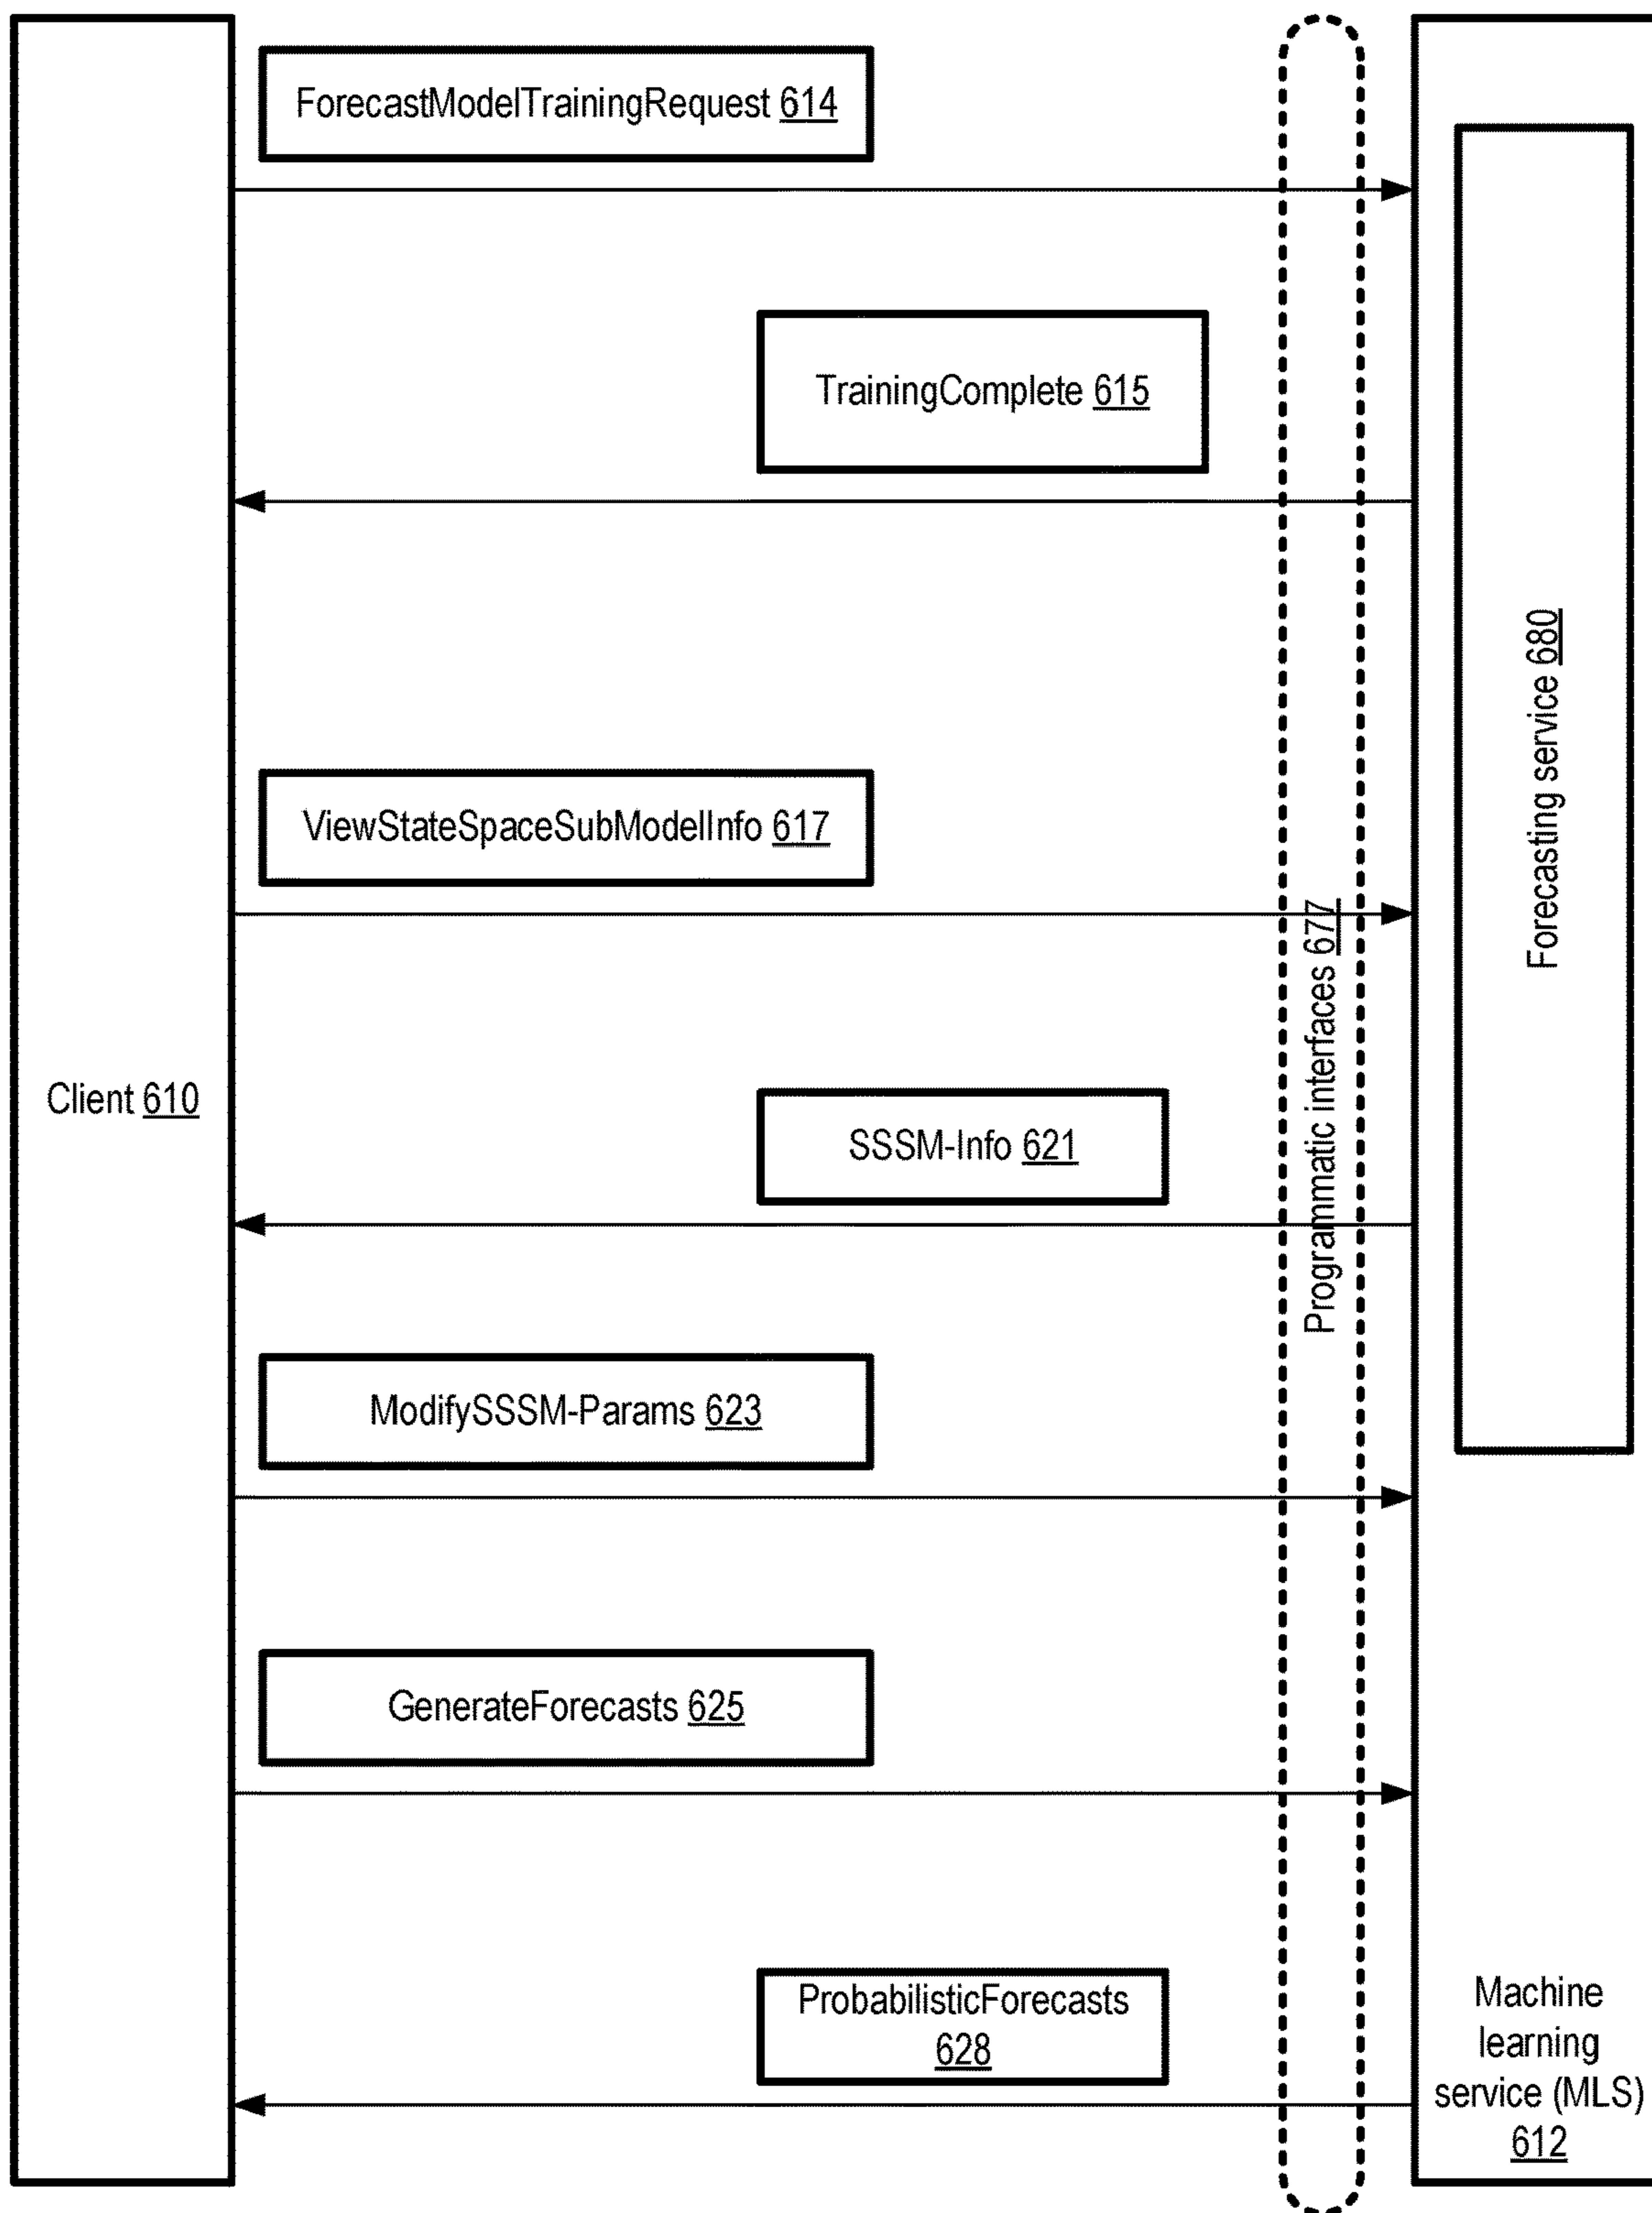 ForecastModelTrainingRequest 614
TrainingComplete 615
Forecasting service 680
ViewStateSpaceSubModelInfo 617
Programmatic interfaces 677
Client 610
SSSM-Info 621
ModifySSSM-Params 623
GenerateForecasts 625
ProbabilisticForecasts
628
Machine
learning
service (MLS)
612